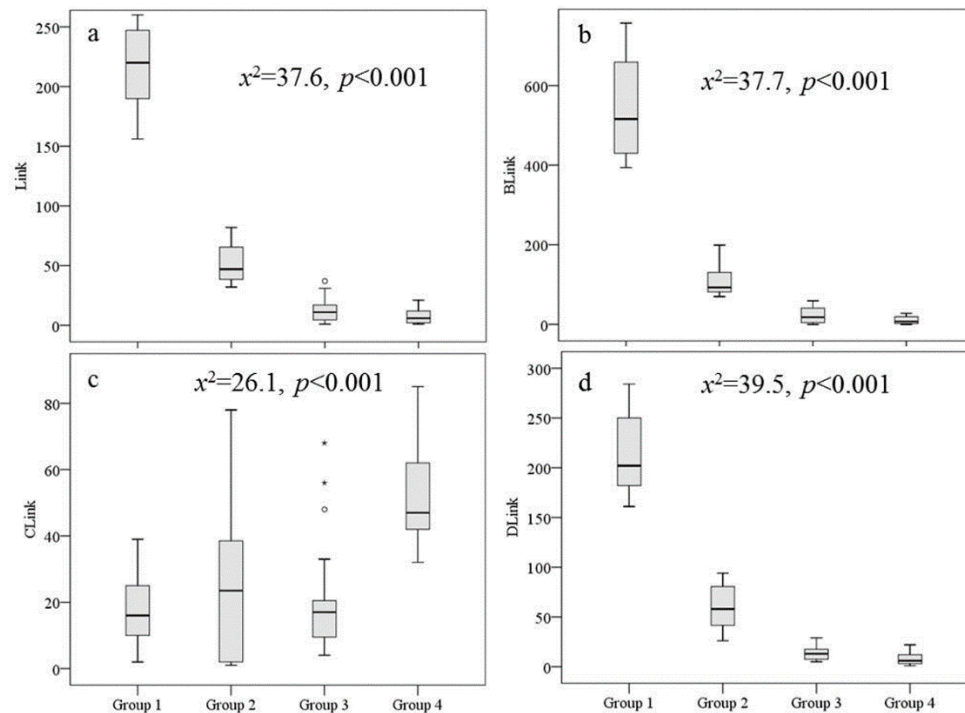 a
x²=37.6, p<0.001
Link
250
200
150
100
50
0
b
x²=37.7, p<0.001
BLink
600
400
200
0
c
x²=26.1, p<0.001
CLink
80
60
40
20
0
Group 1 Group 2 Group 3 Group 4
d
x²=39.5, p<0.001
DLink
300
250
200
150
100
50
0
Group 1 Group 2 Group 3 Group 4